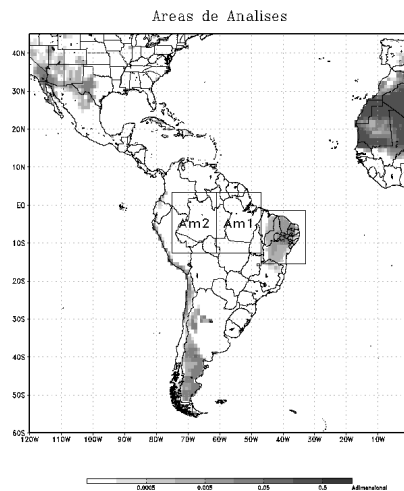 Areas de Analises
40N
30N
20N
10N
EQ
10S
20S
30S
40S
50S
60S
Am2 Am1
120W 110W 100W 90W 80W 70W 60W 50W 40W 30W 20W 10W
0.0005 0.005 0.05 0.5 Adimensional